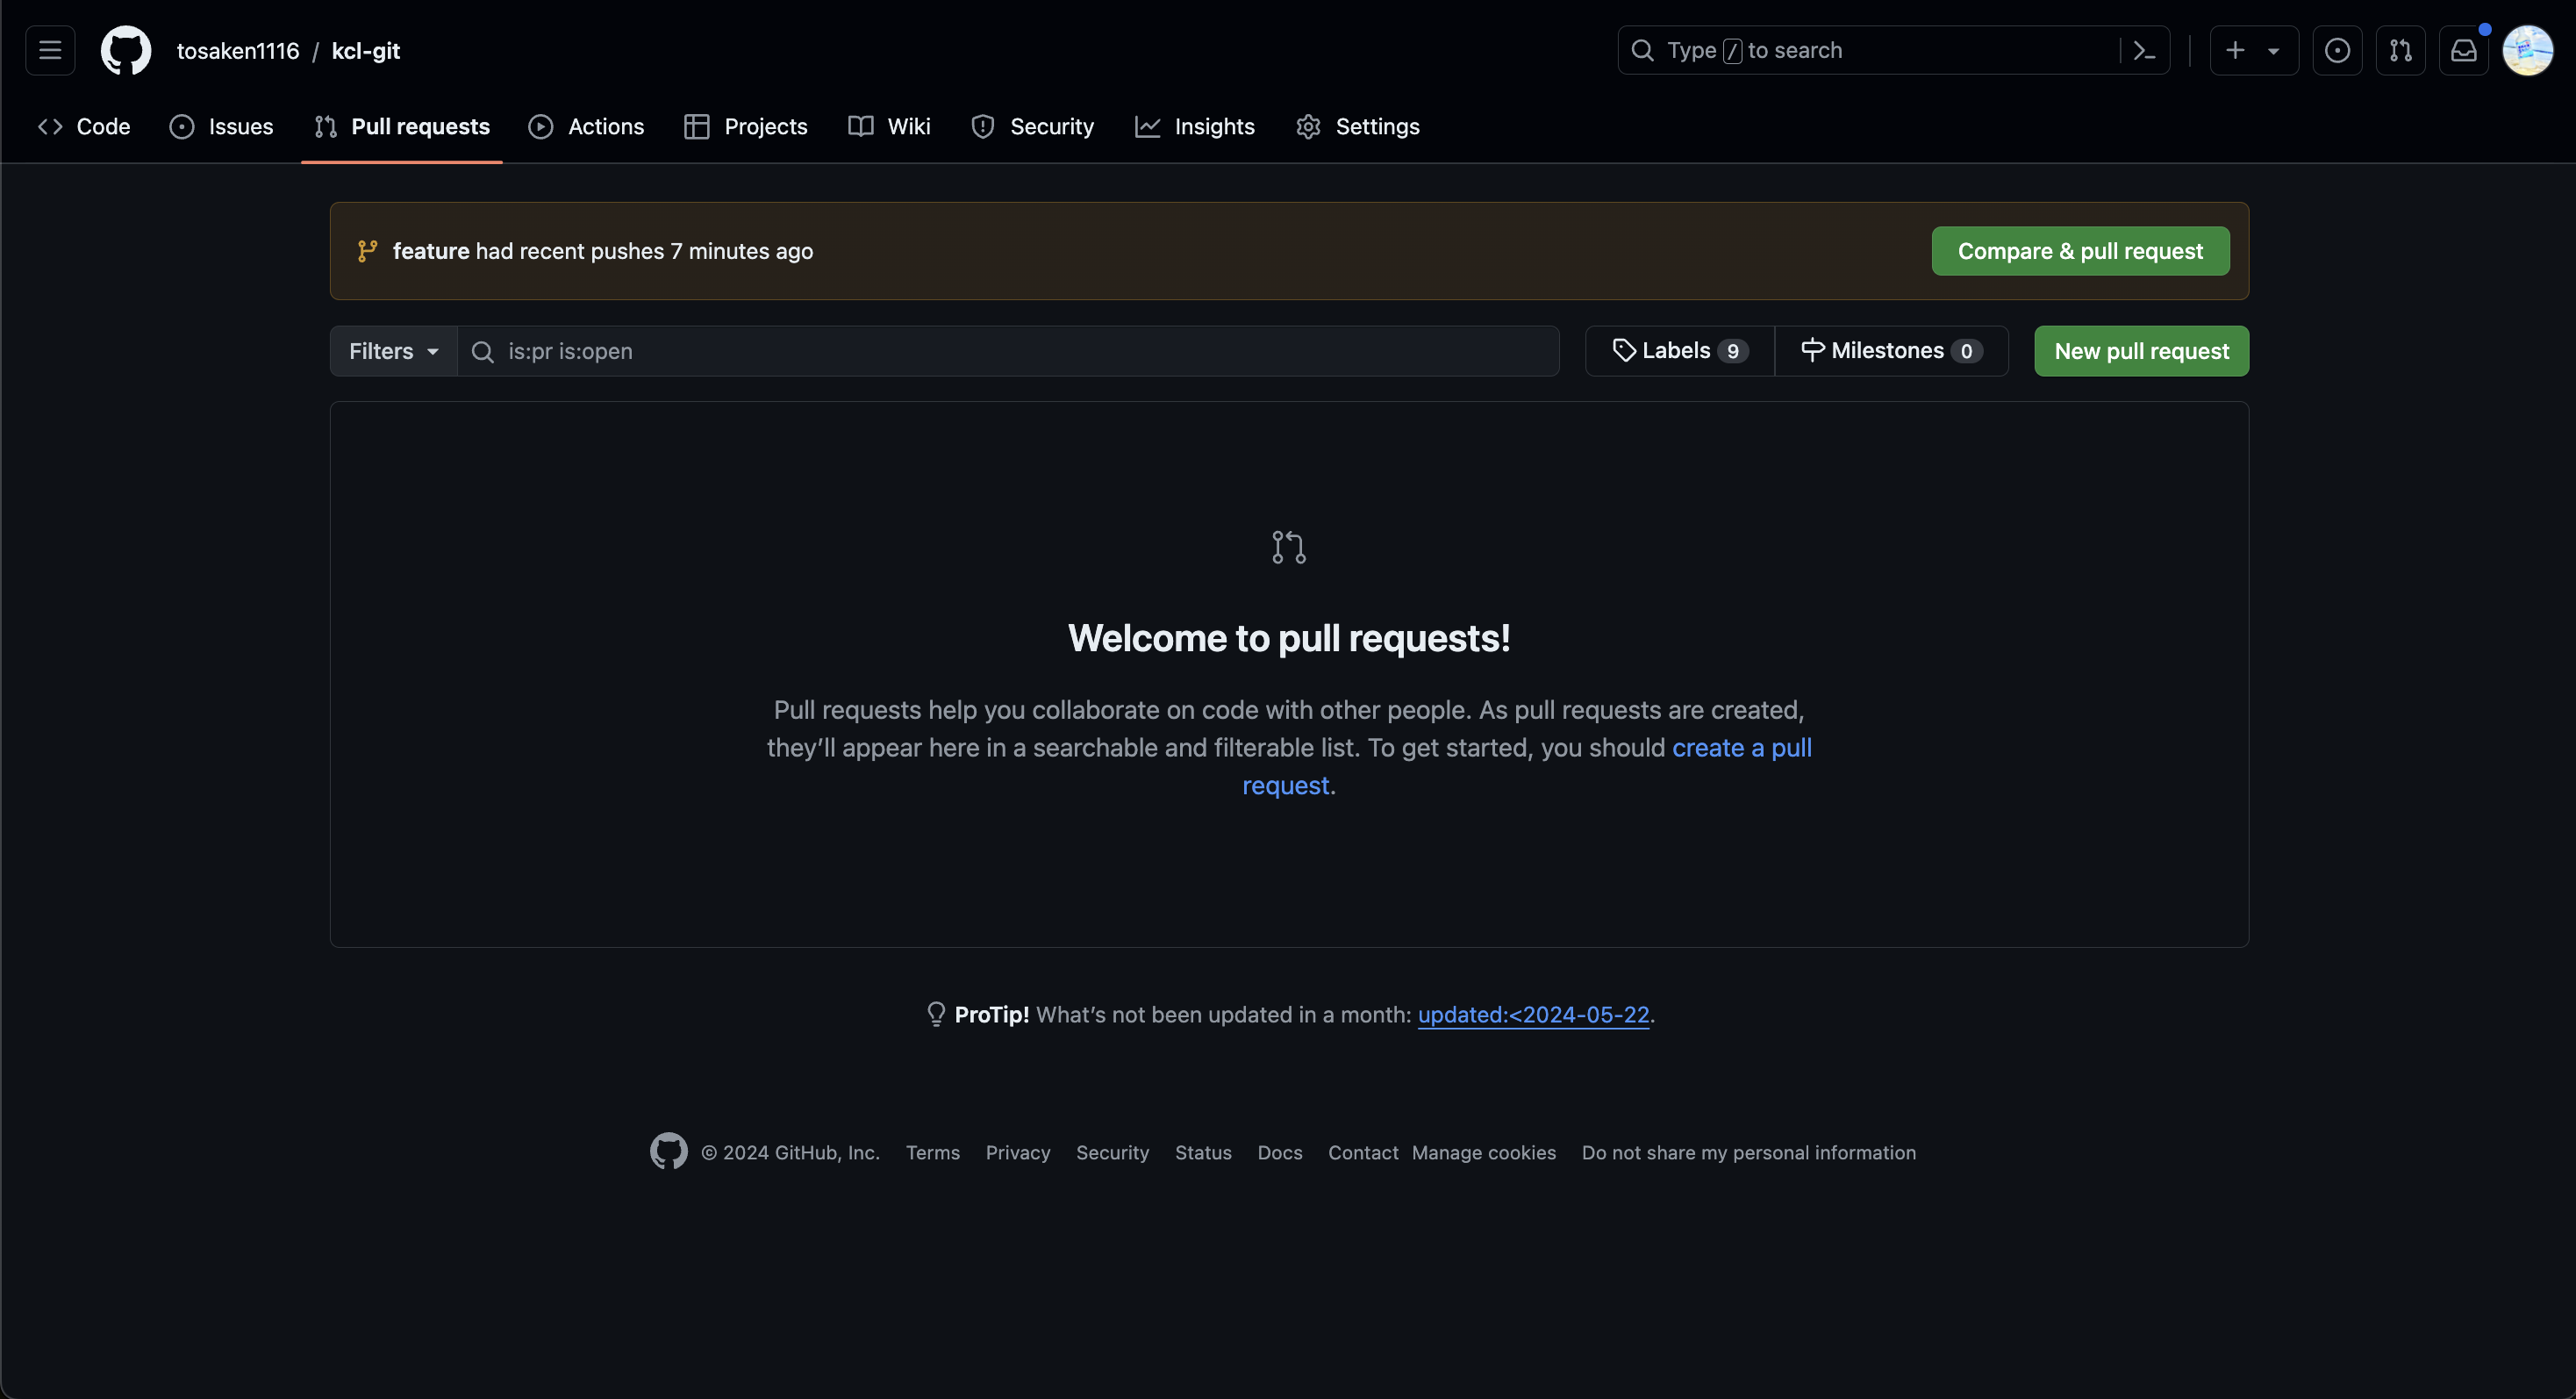 tosaken1116 / kcl-git
Type / to search
Code Issues Pull requests Actions Projects Wiki Security Insights Settings
feature had recent pushes 7 minutes ago
Compare & pull request
Filters is:pr is:open Labels 9 Milestones 0 New pull request
Welcome to pull requests!
Pull requests help you collaborate on code with other people. As pull requests are created,
they’ll appear here in a searchable and filterable list. To get started, you should create a pull
request.
ProTip! What’s not been updated in a month: updated:<2024-05-22.
© 2024 GitHub, Inc. Terms Privacy Security Status Docs Contact Manage cookies Do not share my personal information